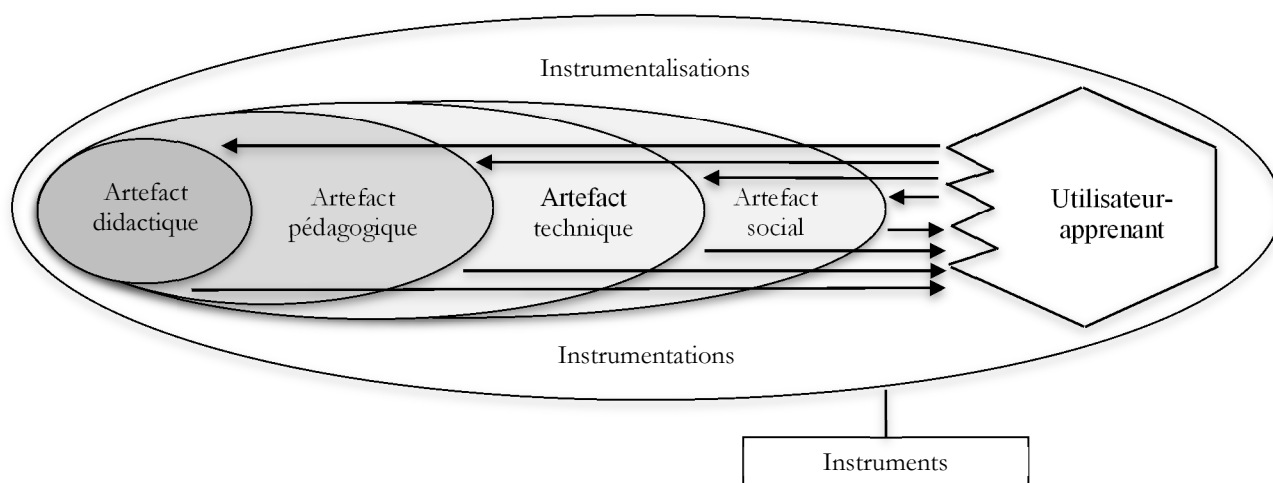 Instrumentalisations
Artefact
didactique
Artefact
pédagogique
Artefact
technique
Artefact
social
Utilisateur-
apprenant
Instrumentations
Instruments